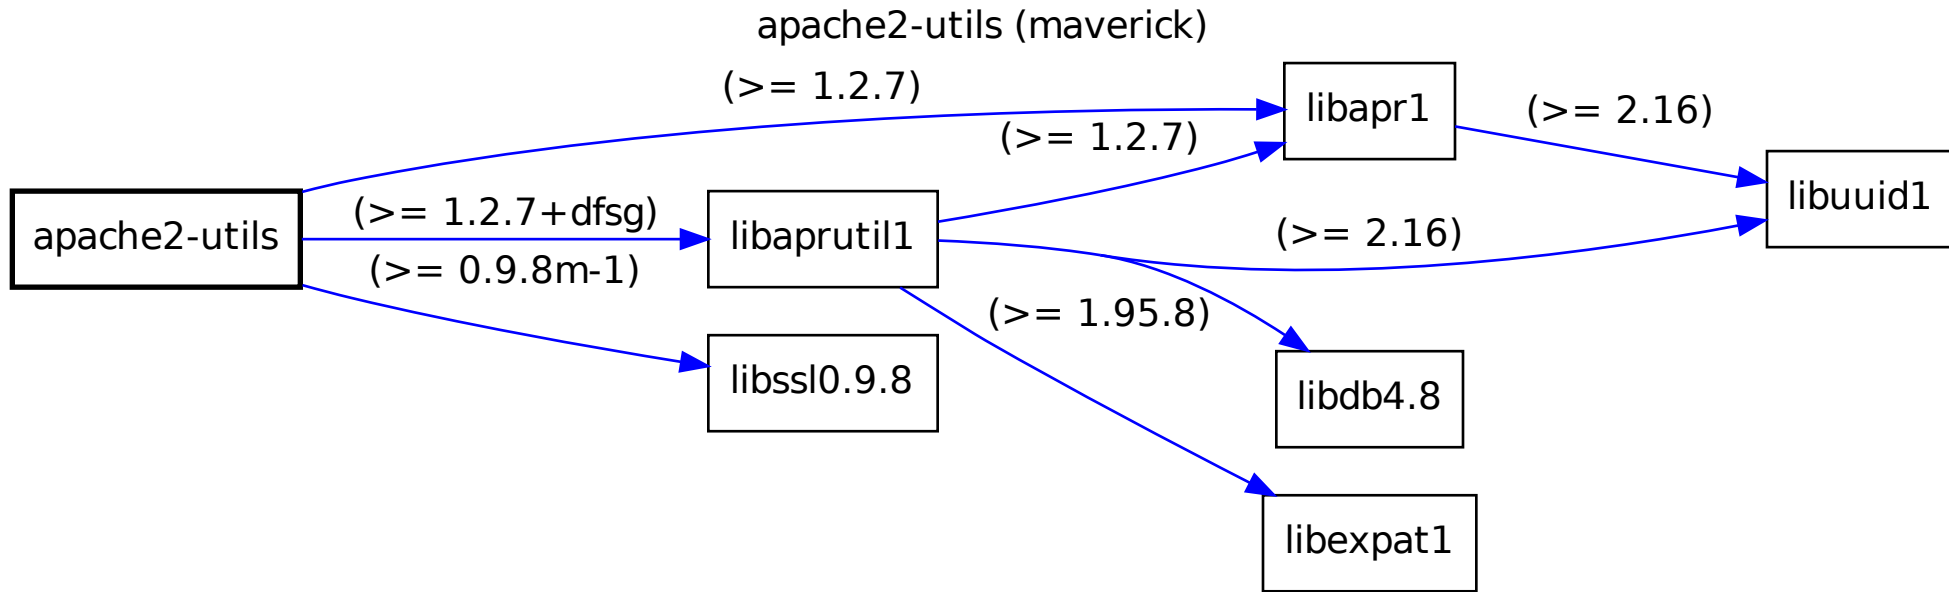 apache2-utils (maverick)
(>= 1.2.7)
libapr1
(>= 2.16)
(>= 1.2.7)
libuuid1
apache2-utils
(>= 1.2.7+dfsg)
libaprutil1
(>= 2.16)
(>= 0.9.8m-1)
(>= 1.95.8)
libssl0.9.8
libdb4.8
libexpat1